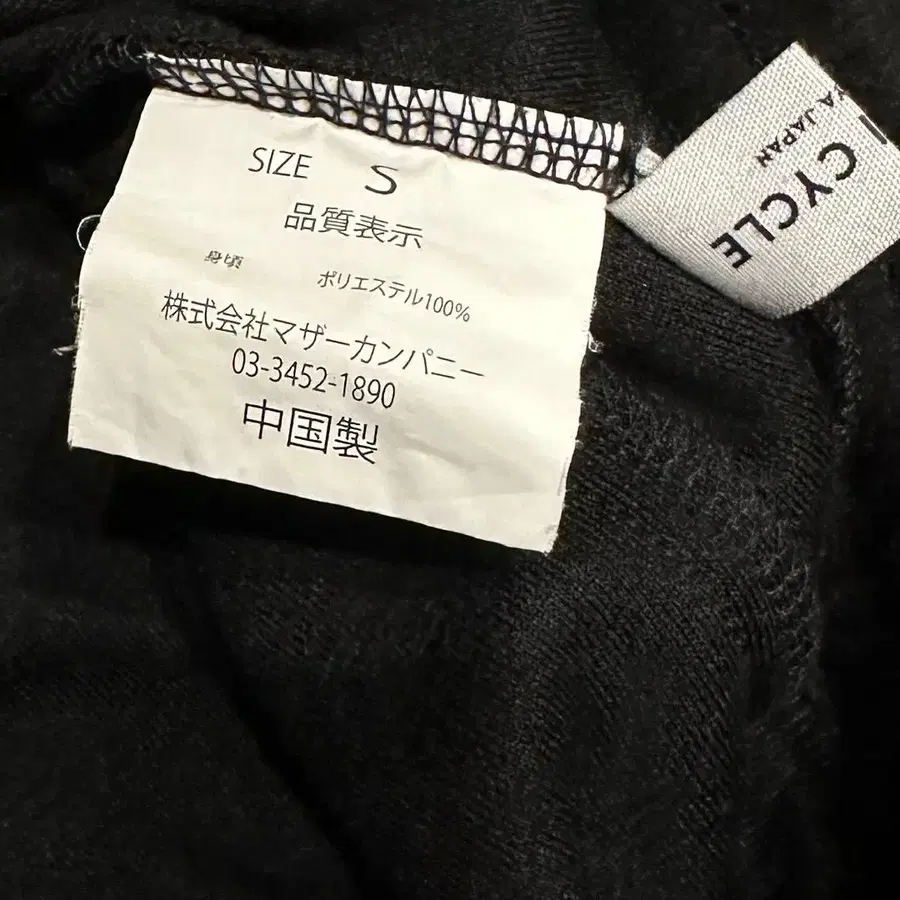 SIZE S
品質表示
身頃 ポリエステル100%
株式会社マザーカンパニー
03-3452-1890
中国製
CYCLE
JAPAN